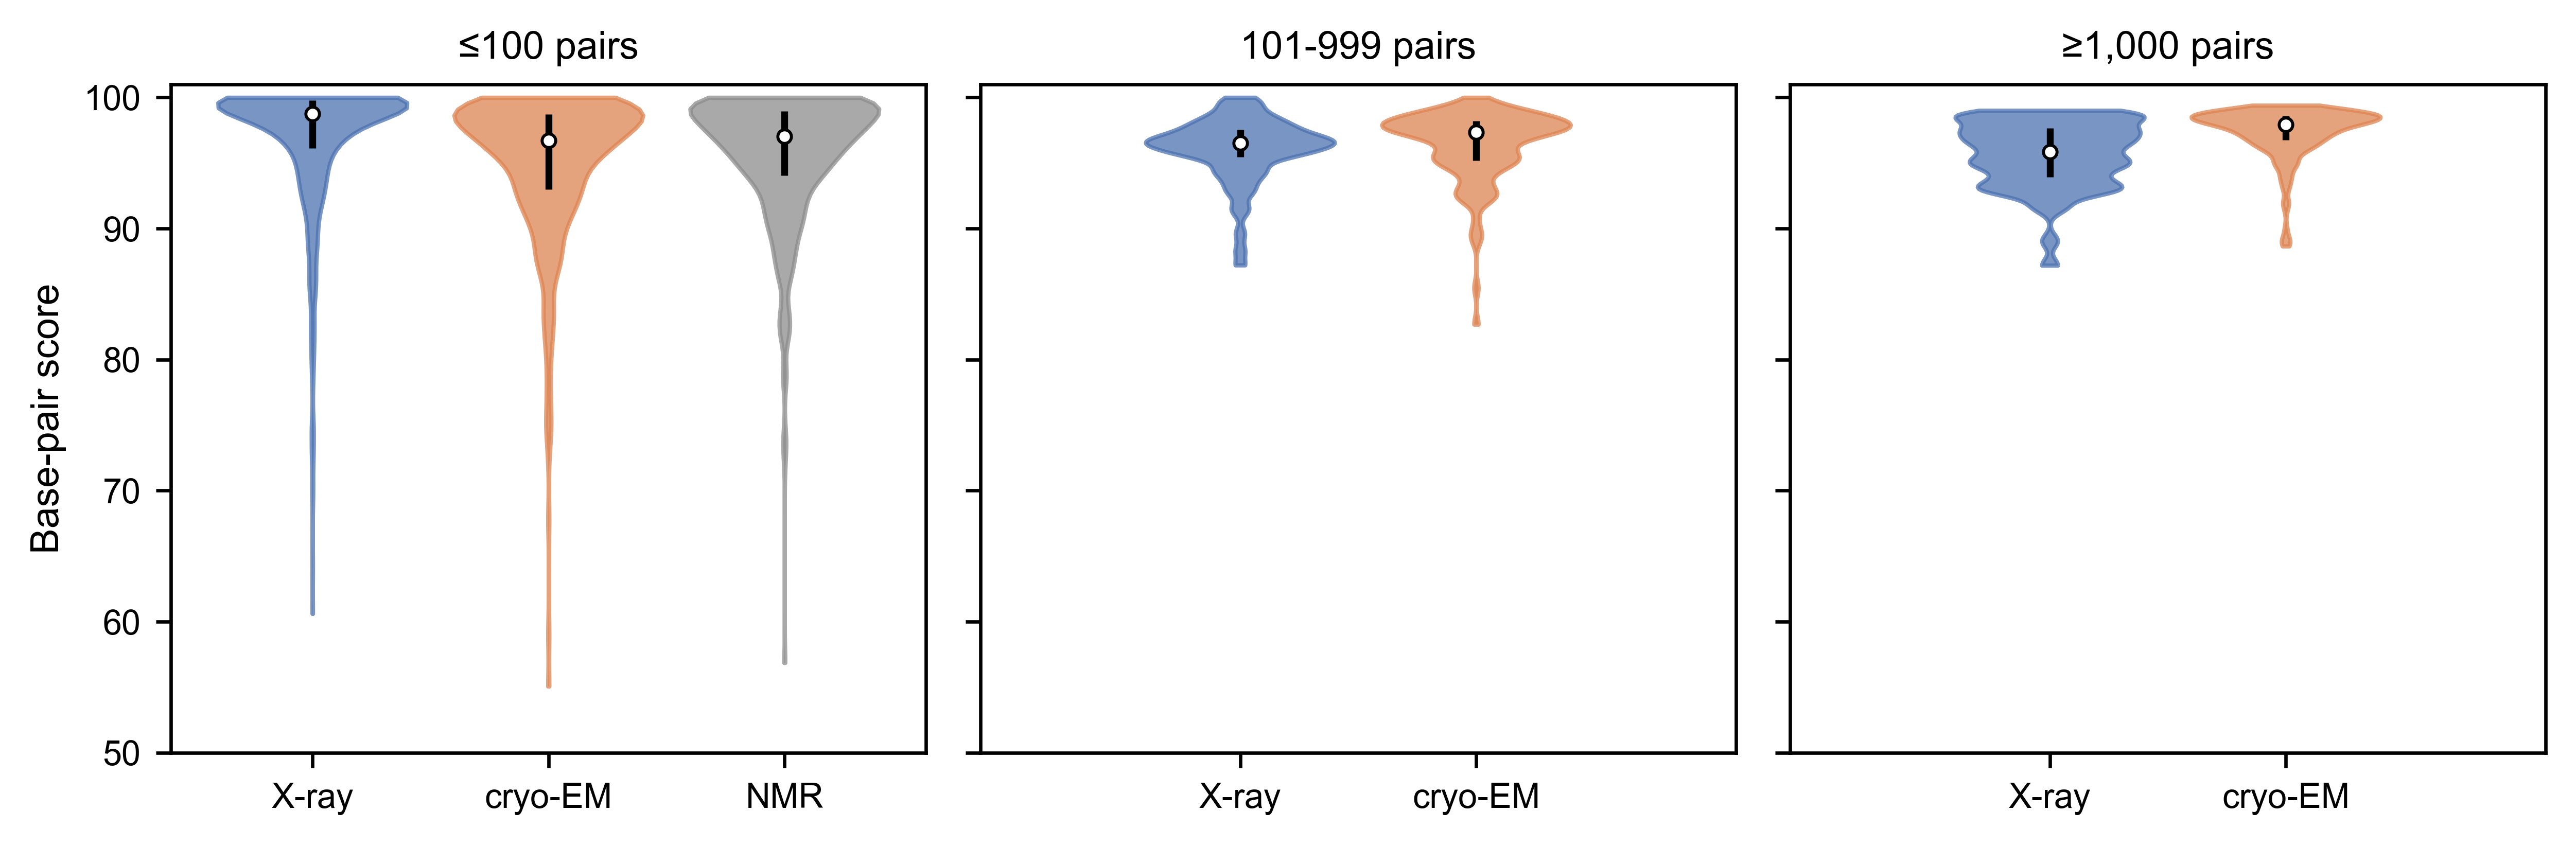 ≤100 pairs
101-999 pairs
≥1,000 pairs
Base-pair score
100
90
80
70
60
50
X-ray
cryo-EM
NMR
X-ray
cryo-EM
X-ray
cryo-EM